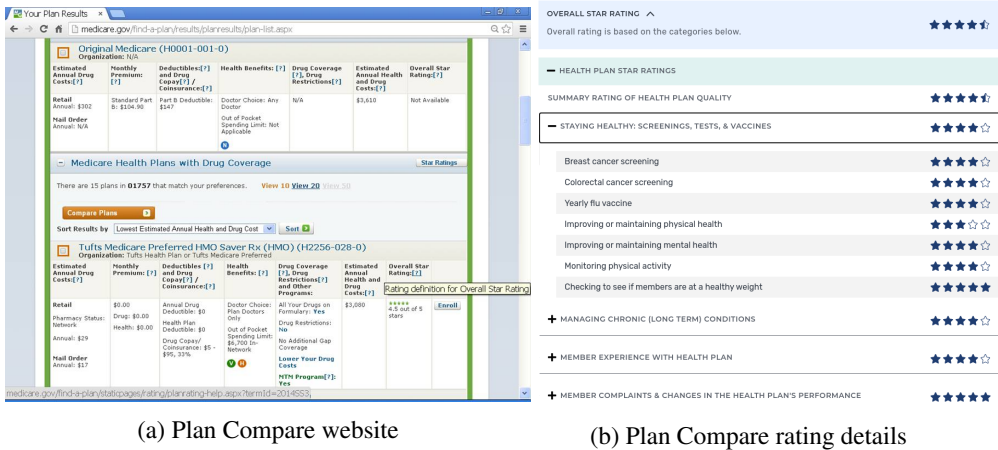 Your Plan Results
medicare.gov/find-a-plan/results/planresults/plan-list.aspx
Original Medicare (H0001-001-0)
Organization: N/A
Estimated Annual Drug Costs:[?]
Monthly Premium: [?]
Deductibles:[?] and Drug Copay[?] / Coinsurance:[?]
Health Benefits: [?]
Drug Coverage [?], Drug Restrictions[?]
Estimated Annual Health and Drug Costs:[?]
Overall Star Rating:[?]
Retail
Annual: $302
Mail Order
Annual: N/A
Standard Part B: $104.90
Part B Deductible: $147
Doctor Choice: Any Doctor
Out of Pocket Spending Limit: Not Applicable
N/A
$3,610
Not Available
Medicare Health Plans with Drug Coverage
Star Ratings
There are 15 plans in 01757 that match your preferences.
View 10 View 20 View 50
Compare Plans
Sort Results by
Lowest Estimated Annual Health and Drug Cost
Sort
Tufts Medicare Preferred HMO Saver Rx (HMO) (H2256-028-0)
Organization: Tufts Health Plan or Tufts Medicare Preferred
Estimated Annual Drug Costs:[?]
Monthly Premium: [?]
Deductibles [?] and Drug Copay[?] / Coinsurance:[?]
Health Benefits: [?]
Drug Coverage [?], Drug Restrictions[?] and Other Programs:
Estimated Annual Health and Drug Costs:[?]
Overall Star Rating:[?]
Rating definition for Overall Star Rating
Retail
Pharmacy Status: Network
Annual: $29
Mail Order
Annual: $17
$0.00
Drug: $0.00
Health: $0.00
Annual Drug Deductible: $0
Health Plan Deductible: $0
Drug Copay/ Coinsurance: $5 - $95, 33%
Doctor Choice: Plan Doctors Only
Out of Pocket Spending Limit: $6,700 In-Network
V H
All Your Drugs on Formulary: Yes
Drug Restrictions: No
No Additional Gap Coverage
Lower Your Drug Costs
MTM Program[?]: Yes
$3,080
4.5 out of 5 stars
Enroll
medicare.gov/find-a-plan/staticpages/rating/planrating-help.aspx?termId=2014SS3
(a) Plan Compare website
OVERALL STAR RATING
Overall rating is based on the categories below.
HEALTH PLAN STAR RATINGS
SUMMARY RATING OF HEALTH PLAN QUALITY
STAYING HEALTHY: SCREENINGS, TESTS, & VACCINES
Breast cancer screening
Colorectal cancer screening
Yearly flu vaccine
Improving or maintaining physical health
Improving or maintaining mental health
Monitoring physical activity
Checking to see if members are at a healthy weight
MANAGING CHRONIC (LONG TERM) CONDITIONS
MEMBER EXPERIENCE WITH HEALTH PLAN
MEMBER COMPLAINTS & CHANGES IN THE HEALTH PLAN'S PERFORMANCE
(b) Plan Compare rating details